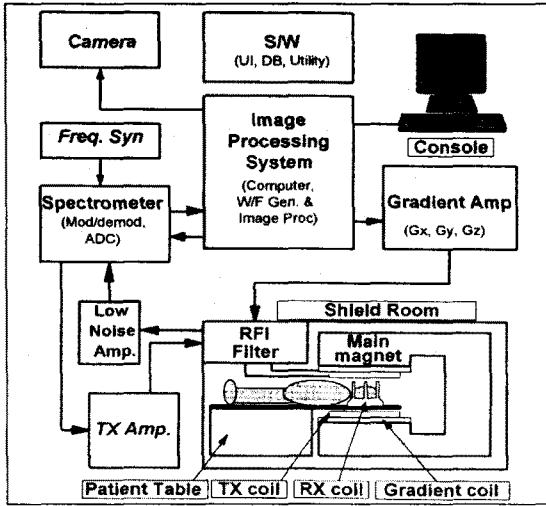 Camera
S/W
(UI, DB, Utility)
Image
Processing
System
(Computer,
W/F Gen. &
Image Proc)
Console
Freq. Syn
Spectrometer
(Mod/demod,
ADC)
Gradient Amp
(Gx, Gy, Gz)
Low
Noise
Amp.
TX Amp.
Shield Room
RFI
Filter
Main
magnet
Patient Table
TX coil
RX coil
Gradient coil